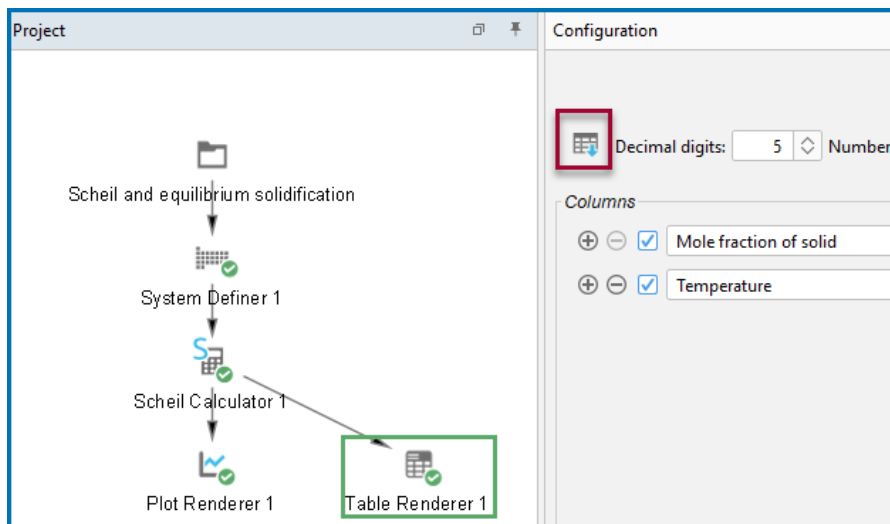 Project
Configuration
Decimal digits: 5 Number
Columns
Mole fraction of solid
Temperature
Scheil and equilibrium solidification
System Definer 1
S
Scheil Calculator 1
Plot Renderer 1
Table Renderer 1